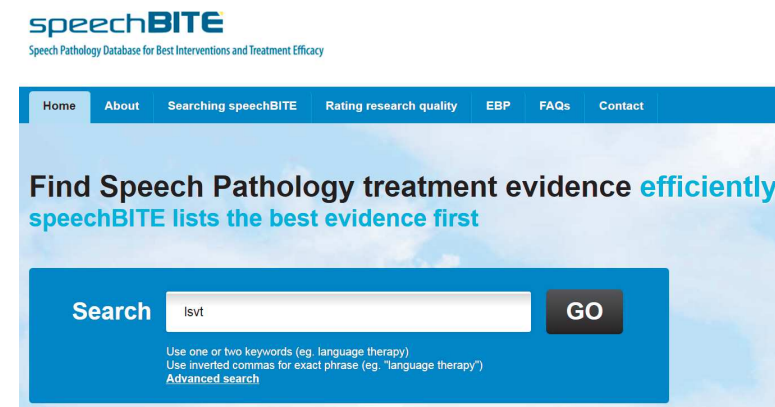 speechBITE
Speech Pathology Database for Best Interventions and Treatment Efficacy
Home About Searching speechBITE Rating research quality EBP FAQs Contact
Find Speech Pathology treatment evidence efficiently
speechBITE lists the best evidence first
Search lsvt GO
Use one or two keywords (eg. language therapy)
Use inverted commas for exact phrase (eg. "language therapy")
Advanced search